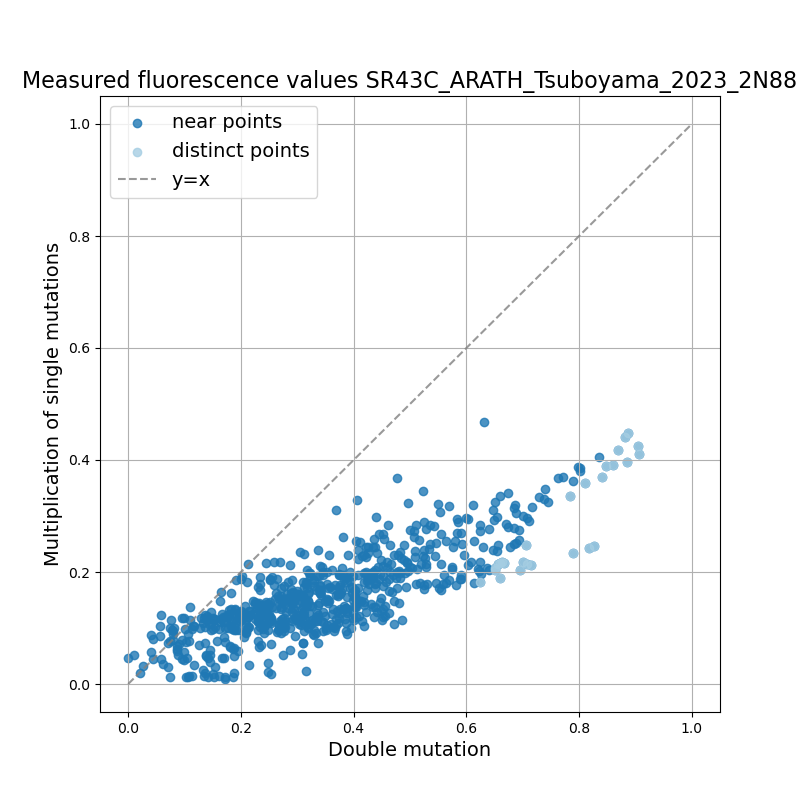 Measured fluorescence values SR43C_ARATH_Tsuboyama_2023_2N88
near points
distinct points
y=x
1.0
0.8
0.6
0.4
0.2
0.0
Multiplication of single mutations
0.0 0.2 0.4 0.6 0.8 1.0
Double mutation